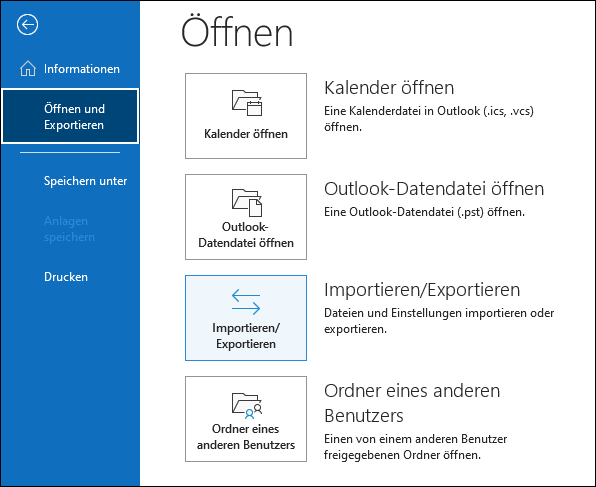 Öffnen
Informationen
Öffnen und
Exportieren
Speichern unter
Anlagen
speichern
Drucken
Kalender öffnen
Kalender öffnen
Eine Kalenderdatei in Outlook (.ics, .vcs)
öffnen.
Outlook-
Datendatei öffnen
Outlook-Datendatei öffnen
Eine Outlook-Datendatei (.pst) öffnen.
Importieren/
Exportieren
Importieren/Exportieren
Dateien und Einstellungen importieren oder
exportieren.
Ordner eines
anderen Benutzers
Ordner eines anderen
Benutzers
Einen von einem anderen Benutzer
freigegebenen Ordner öffnen.